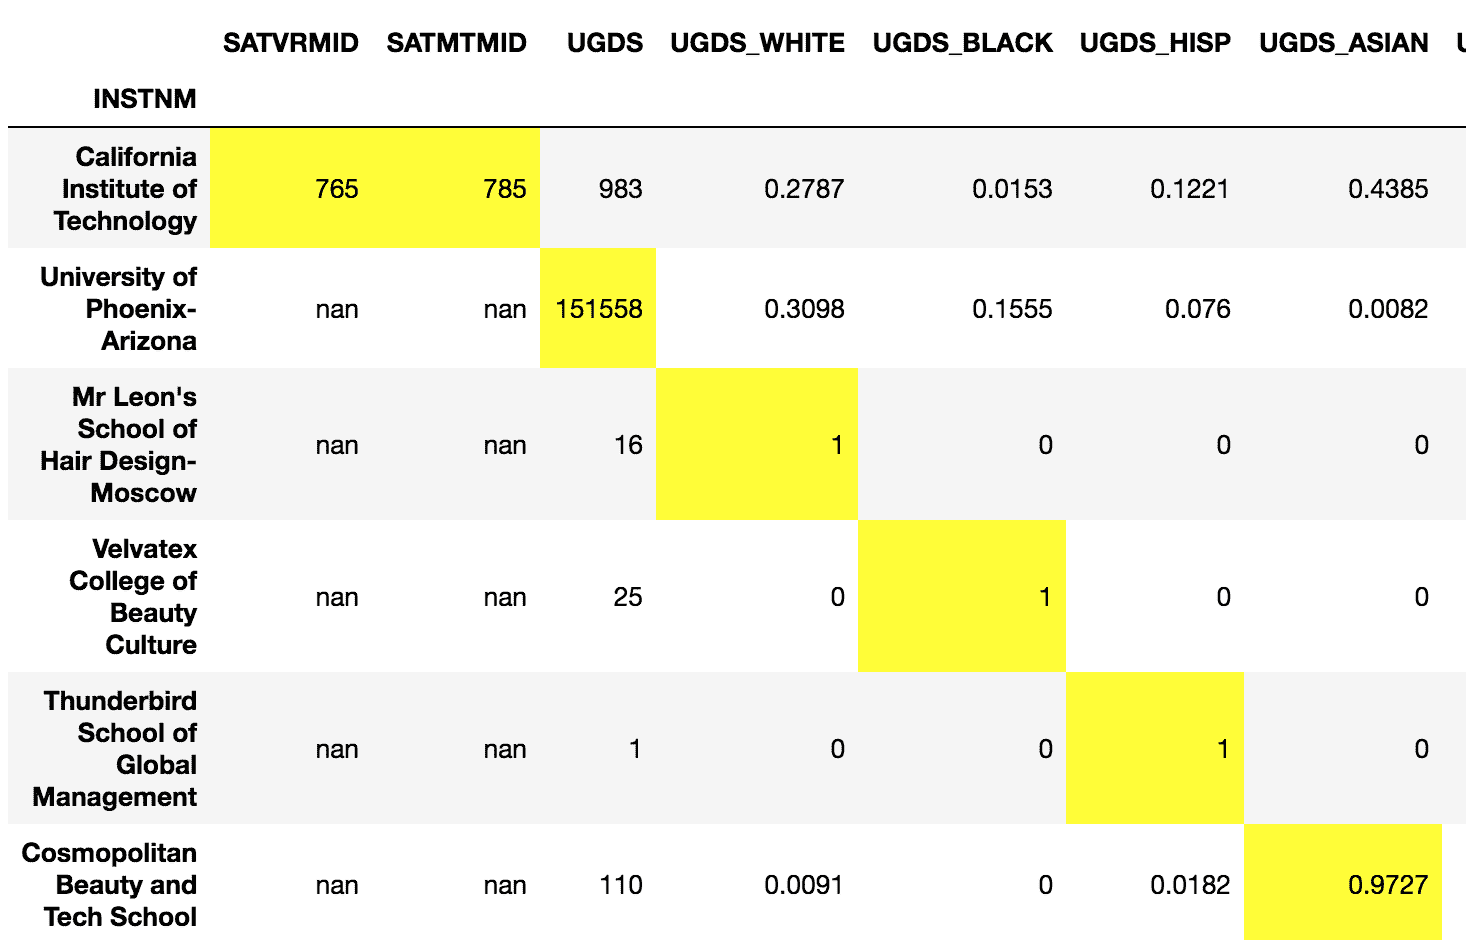 SATVRMID SATMTMID UGDS UGDS_WHITE UGDS_BLACK UGDS_HISP UGDS_ASIAN
INSTNM
California
Institute of 765 785 983 0.2787 0.0153 0.1221 0.4385
Technology
University of
Phoenix- nan nan 151558 0.3098 0.1555 0.076 0.0082
Arizona
Mr Leon's
School of
nan nan 16 1 0 0 0
Hair Design-
Moscow
Velvatex
College of
nan nan 25 0 1 0 0
Beauty
Culture
Thunderbird
School of
nan nan 1 0 0 1 0
Global
Management
Cosmopolitan
Beauty and nan nan 110 0.0091 0 0.0182 0.9727
Tech School